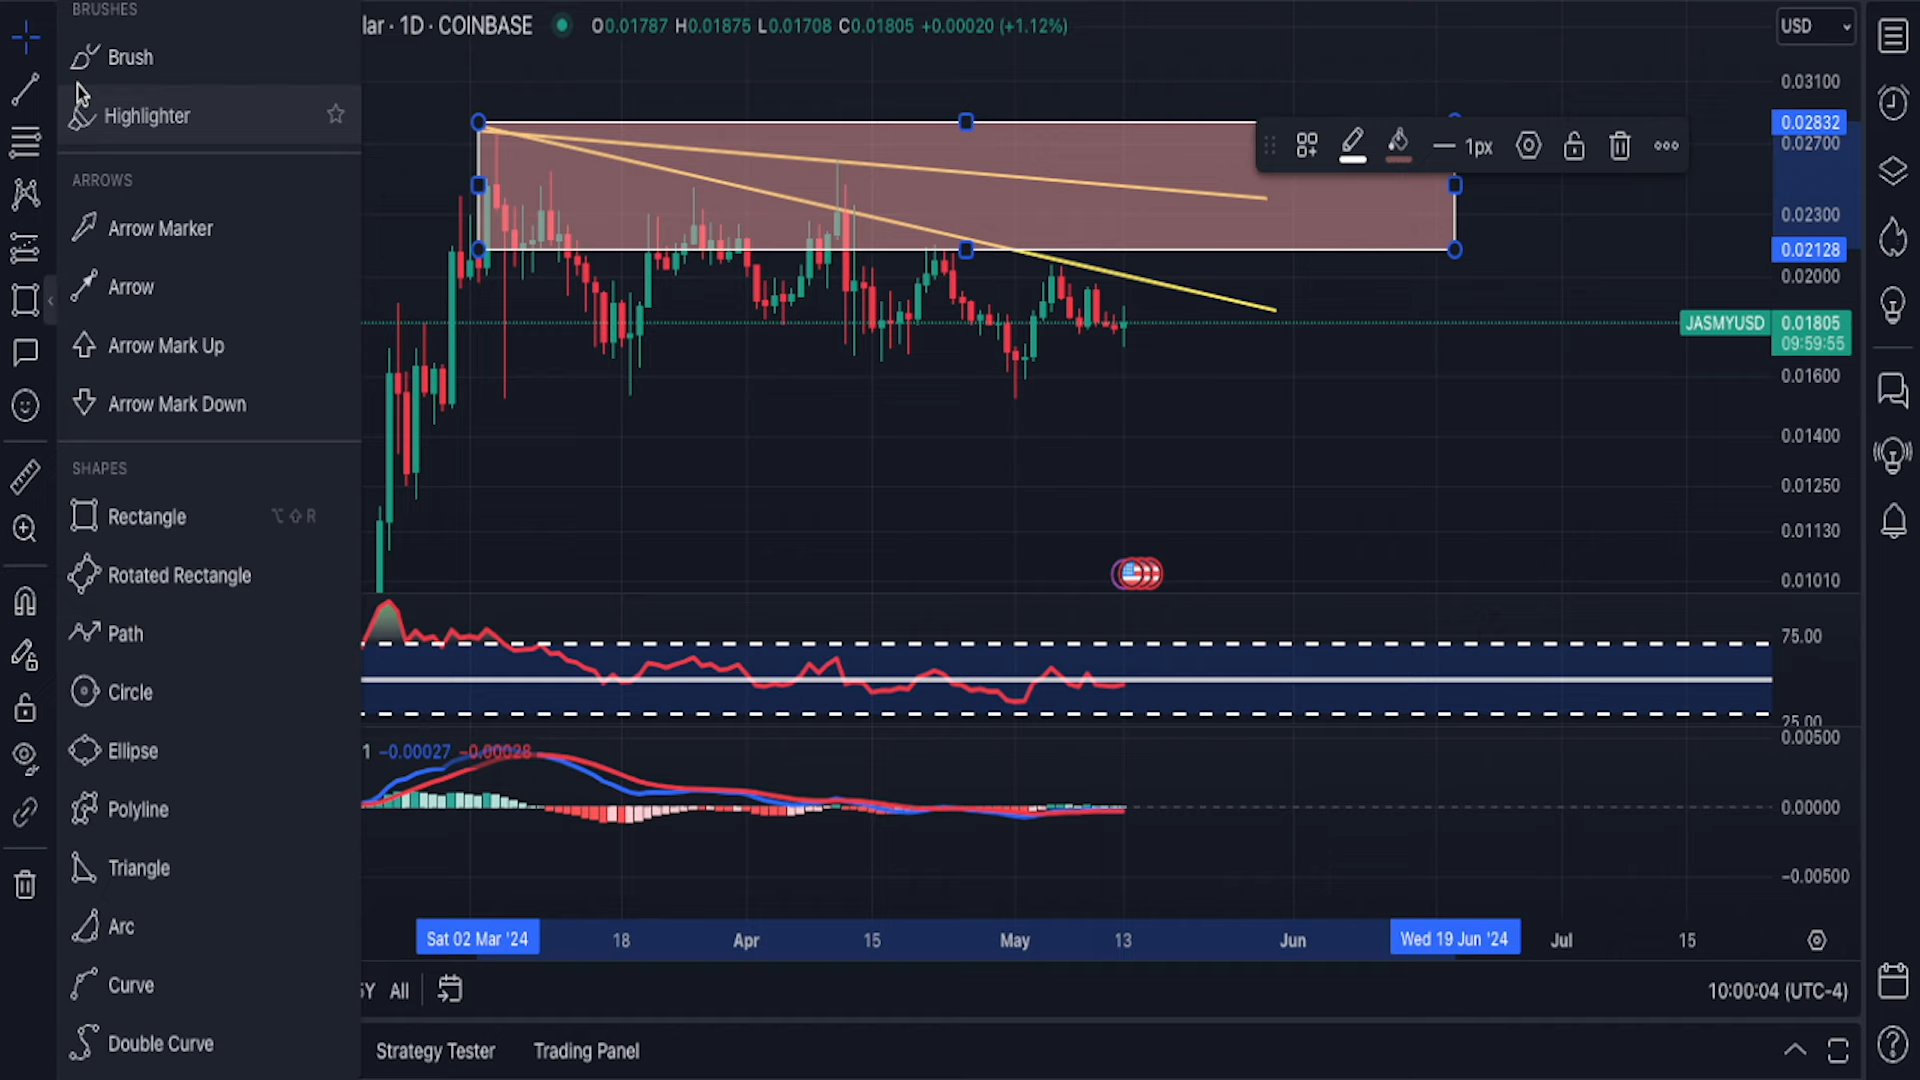 BRUSHES
Brush
Highlighter
ARROWS
Arrow Marker
Arrow
Arrow Mark Up
Arrow Mark Down
SHAPES
Rectangle ⌥⇧R
Rotated Rectangle
Path
Circle
Ellipse
Polyline
Triangle
Arc
Curve
Double Curve
lar · 1D · COINBASE O0.01787 H0.01875 L0.01708 C0.01805 +0.00020 (+1.12%)
USD
1px
0.03100
0.02832
0.02700
0.02300
0.02128
0.02000
JASMYUSD 0.01805
09:59:55
0.01600
0.01400
0.01250
0.01130
0.01010
75.00
25.00
1 −0.00027 −0.00028
0.00500
0.00000
−0.00500
Sat 02 Mar '24 18 Apr 15 May 13 Jun Wed 19 Jun '24 Jul 15
5Y All
10:00:04 (UTC-4)
Strategy Tester Trading Panel